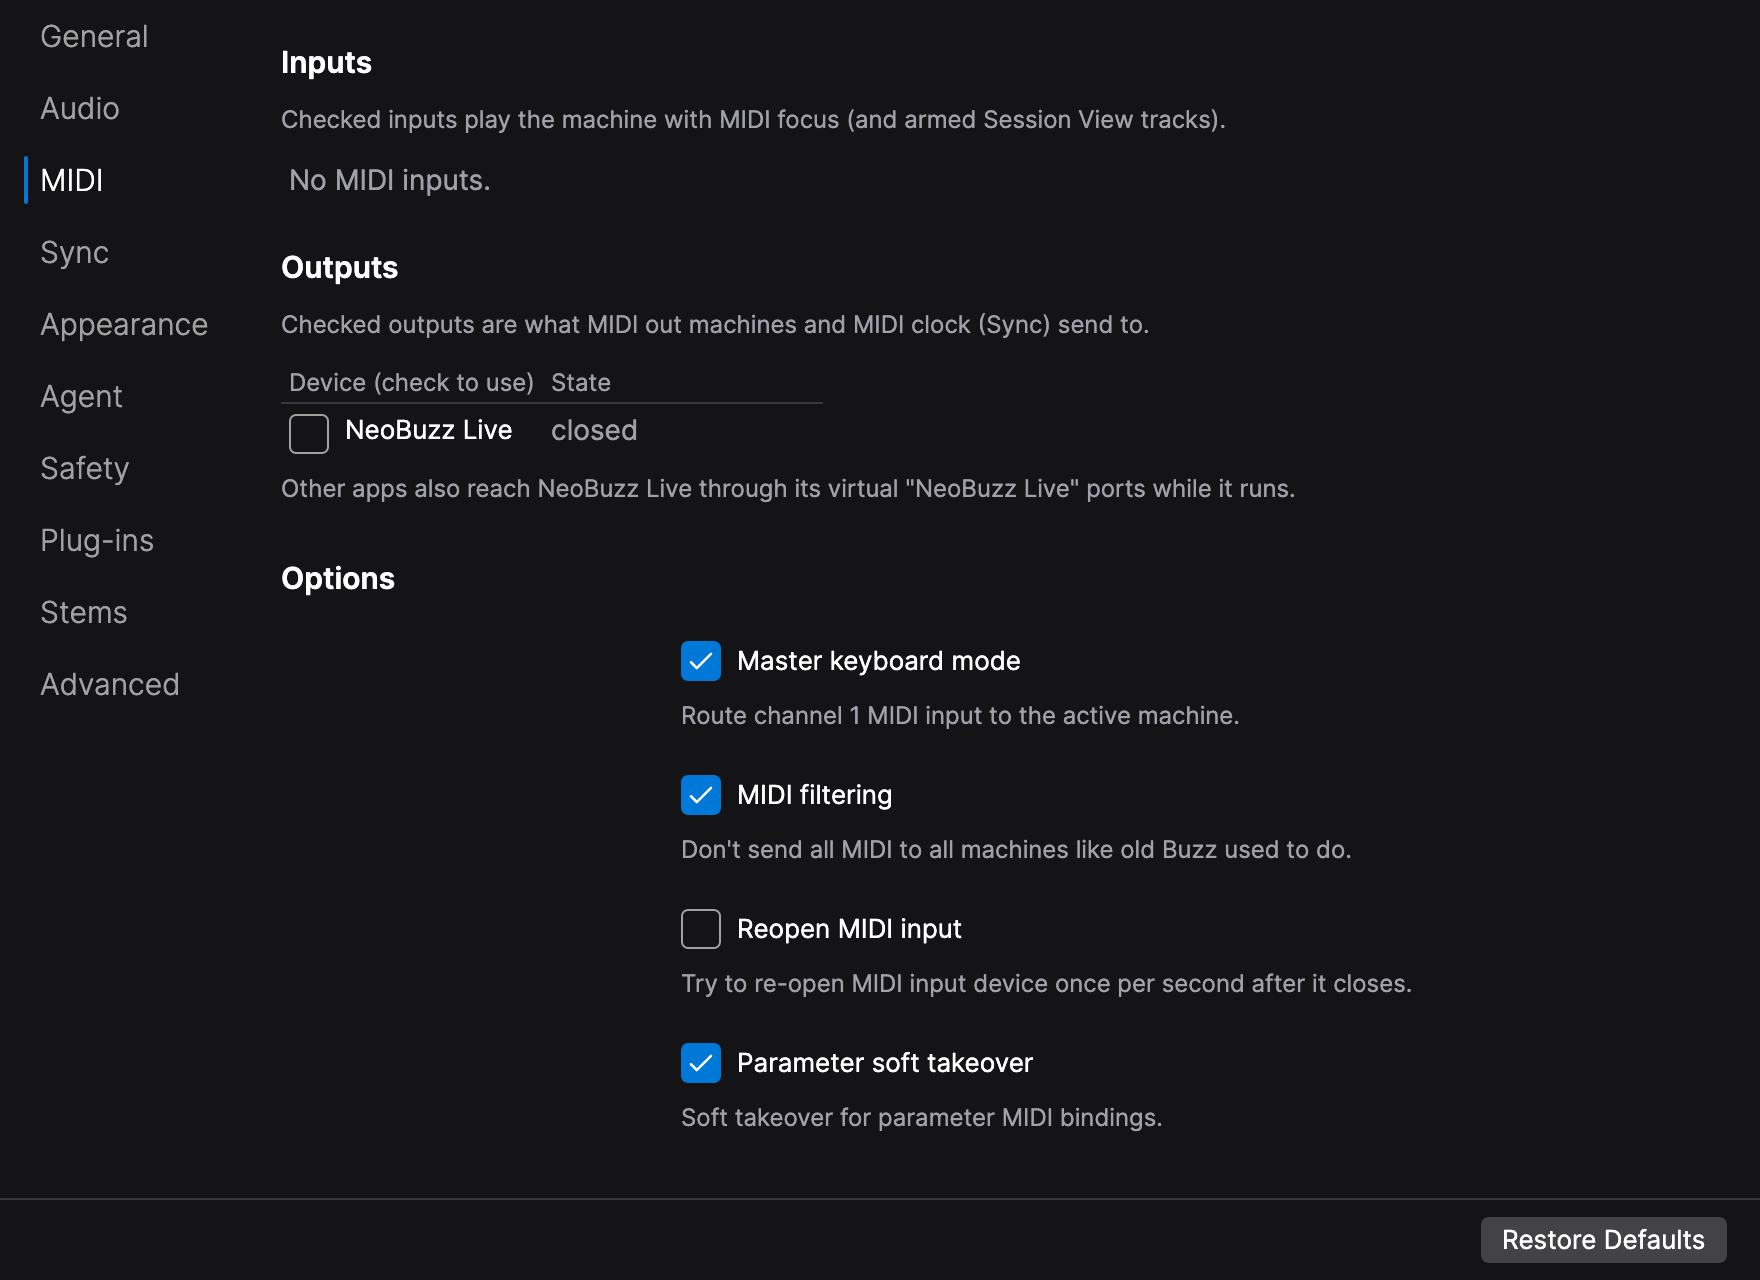 General
Audio
MIDI
Sync
Appearance
Agent
Safety
Plug-ins
Stems
Advanced
Inputs
Checked inputs play the machine with MIDI focus (and armed Session View tracks).
No MIDI inputs.
Outputs
Checked outputs are what MIDI out machines and MIDI clock (Sync) send to.
Device (check to use) State
NeoBuzz Live closed
Other apps also reach NeoBuzz Live through its virtual "NeoBuzz Live" ports while it runs.
Options
Master keyboard mode
Route channel 1 MIDI input to the active machine.
MIDI filtering
Don't send all MIDI to all machines like old Buzz used to do.
Reopen MIDI input
Try to re-open MIDI input device once per second after it closes.
Parameter soft takeover
Soft takeover for parameter MIDI bindings.
Restore Defaults